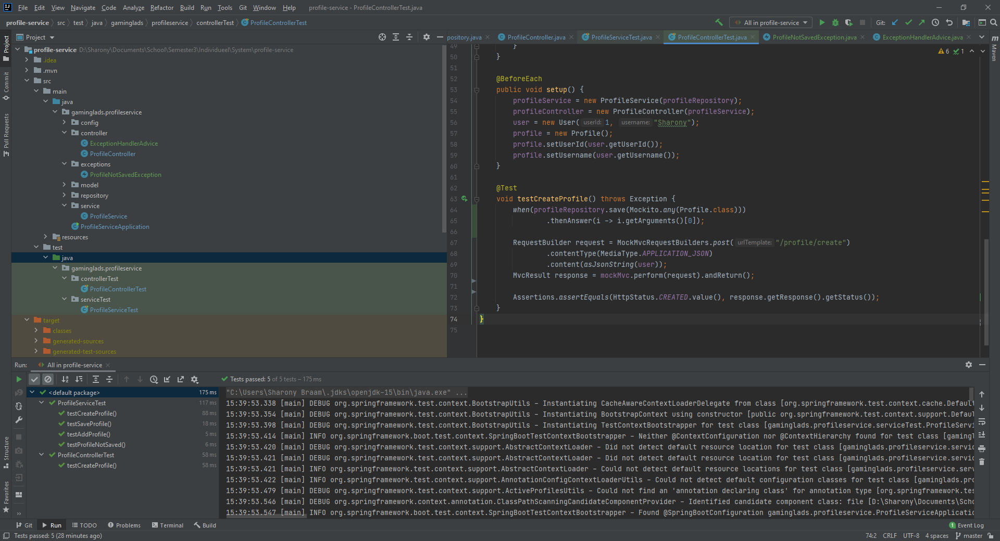 File Edit View Navigate Code Analyze Refactor Build Run Tools Git Window Help profile-service - ProfileControllerTest.java
profile-service src test java gaminglads profileservice controllerTest ProfileControllerTest
All in profile-service Git:
Project
pository.java ProfileController.java ProfileServiceTest.java ProfileControllerTest.java ProfileNotSavedException.java ExceptionHandlerAdvice.java
Project
Commit
Pull Requests
Structure
Favorites
Maven
profile-service D:\Sharony\Documents\School\Semester3\Individueel\System\profile-service
.idea
.mvn
src
main
java
gaminglads.profileservice
config
controller
ExceptionHandlerAdvice
ProfileController
exceptions
ProfileNotSavedException
model
repository
service
ProfileService
ProfileServiceApplication
resources
test
java
gaminglads.profileservice
controllerTest
ProfileControllerTest
serviceTest
ProfileServiceTest
target
classes
generated-sources
generated-test-sources
6 1
49 }
50 }
51
52 @BeforeEach
53 public void setup() {
54 profileService = new ProfileService(profileRepository);
55 profileController = new ProfileController(profileService);
56 user = new User( userId: 1, username: "Sharony");
57 profile = new Profile();
58 profile.setUserId(user.getUserId());
59 profile.setUsername(user.getUsername());
60 }
61
62 @Test
63 void testCreateProfile() throws Exception {
64 when(profileRepository.save(Mockito.any(Profile.class)))
65 .thenAnswer(i -> i.getArguments()[0]);
66
67 RequestBuilder request = MockMvcRequestBuilders.post( urlTemplate: "/profile/create")
68 .contentType(MediaType.APPLICATION_JSON)
69 .content(asJsonString(user));
70 MvcResult response = mockMvc.perform(request).andReturn();
71
72 Assertions.assertEquals(HttpStatus.CREATED.value(), response.getResponse().getStatus());
73 }
74 }
75
Run: All in profile-service
Tests passed: 5 of 5 tests – 175 ms
<default package> 175 ms
ProfileServiceTest 117 ms
testCreateProfile() 88 ms
testSaveProfile() 18 ms
testAddProfile() 5 ms
testProfileNotSaved() 6 ms
ProfileControllerTest 58 ms
testCreateProfile() 58 ms
"C:\Users\Sharony Braam\.jdks\openjdk-15\bin\java.exe" ...
15:39:53.338 [main] DEBUG org.springframework.test.context.BootstrapUtils - Instantiating CacheAwareContextLoaderDelegate from class [org.springframework.test.context.cache.Default
15:39:53.354 [main] DEBUG org.springframework.test.context.BootstrapUtils - Instantiating BootstrapContext using constructor [public org.springframework.test.context.support.Defau
15:39:53.398 [main] DEBUG org.springframework.test.context.BootstrapUtils - Instantiating TestContextBootstrapper for test class [gaminglads.profileservice.serviceTest.ProfileServi
15:39:53.414 [main] INFO org.springframework.boot.test.context.SpringBootTestContextBootstrapper - Neither @ContextConfiguration nor @ContextHierarchy found for test class [gamingl
15:39:53.420 [main] DEBUG org.springframework.test.context.support.AbstractContextLoader - Did not detect default resource location for test class [gaminglads.profileservice.servic
15:39:53.421 [main] DEBUG org.springframework.test.context.support.AbstractContextLoader - Did not detect default resource location for test class [gaminglads.profileservice.servic
15:39:53.421 [main] INFO org.springframework.test.context.support.AbstractContextLoader - Could not detect default resource locations for test class [gaminglads.profileservice.serv
15:39:53.422 [main] INFO org.springframework.test.context.support.AnnotationConfigContextLoaderUtils - Could not detect default configuration classes for test class [gaminglads.pro
15:39:53.479 [main] DEBUG org.springframework.test.context.support.ActiveProfilesUtils - Could not find an 'annotation declaring class' for annotation type [org.springframework.tes
15:39:53.546 [main] DEBUG org.springframework.context.annotation.ClassPathScanningCandidateComponentProvider - Identified candidate component class: file [D:\Sharony\Documents\Scho
15:39:53.547 [main] INFO org.springframework.boot.test.context.SpringBootTestContextBootstrapper - Found @SpringBootConfiguration gaminglads.profileservice.ProfileServiceApplicatio
Git Run TODO Problems Terminal Build 1 Event Log
Tests passed: 5 (28 minutes ago) 74:2 CRLF UTF-8 4 spaces master